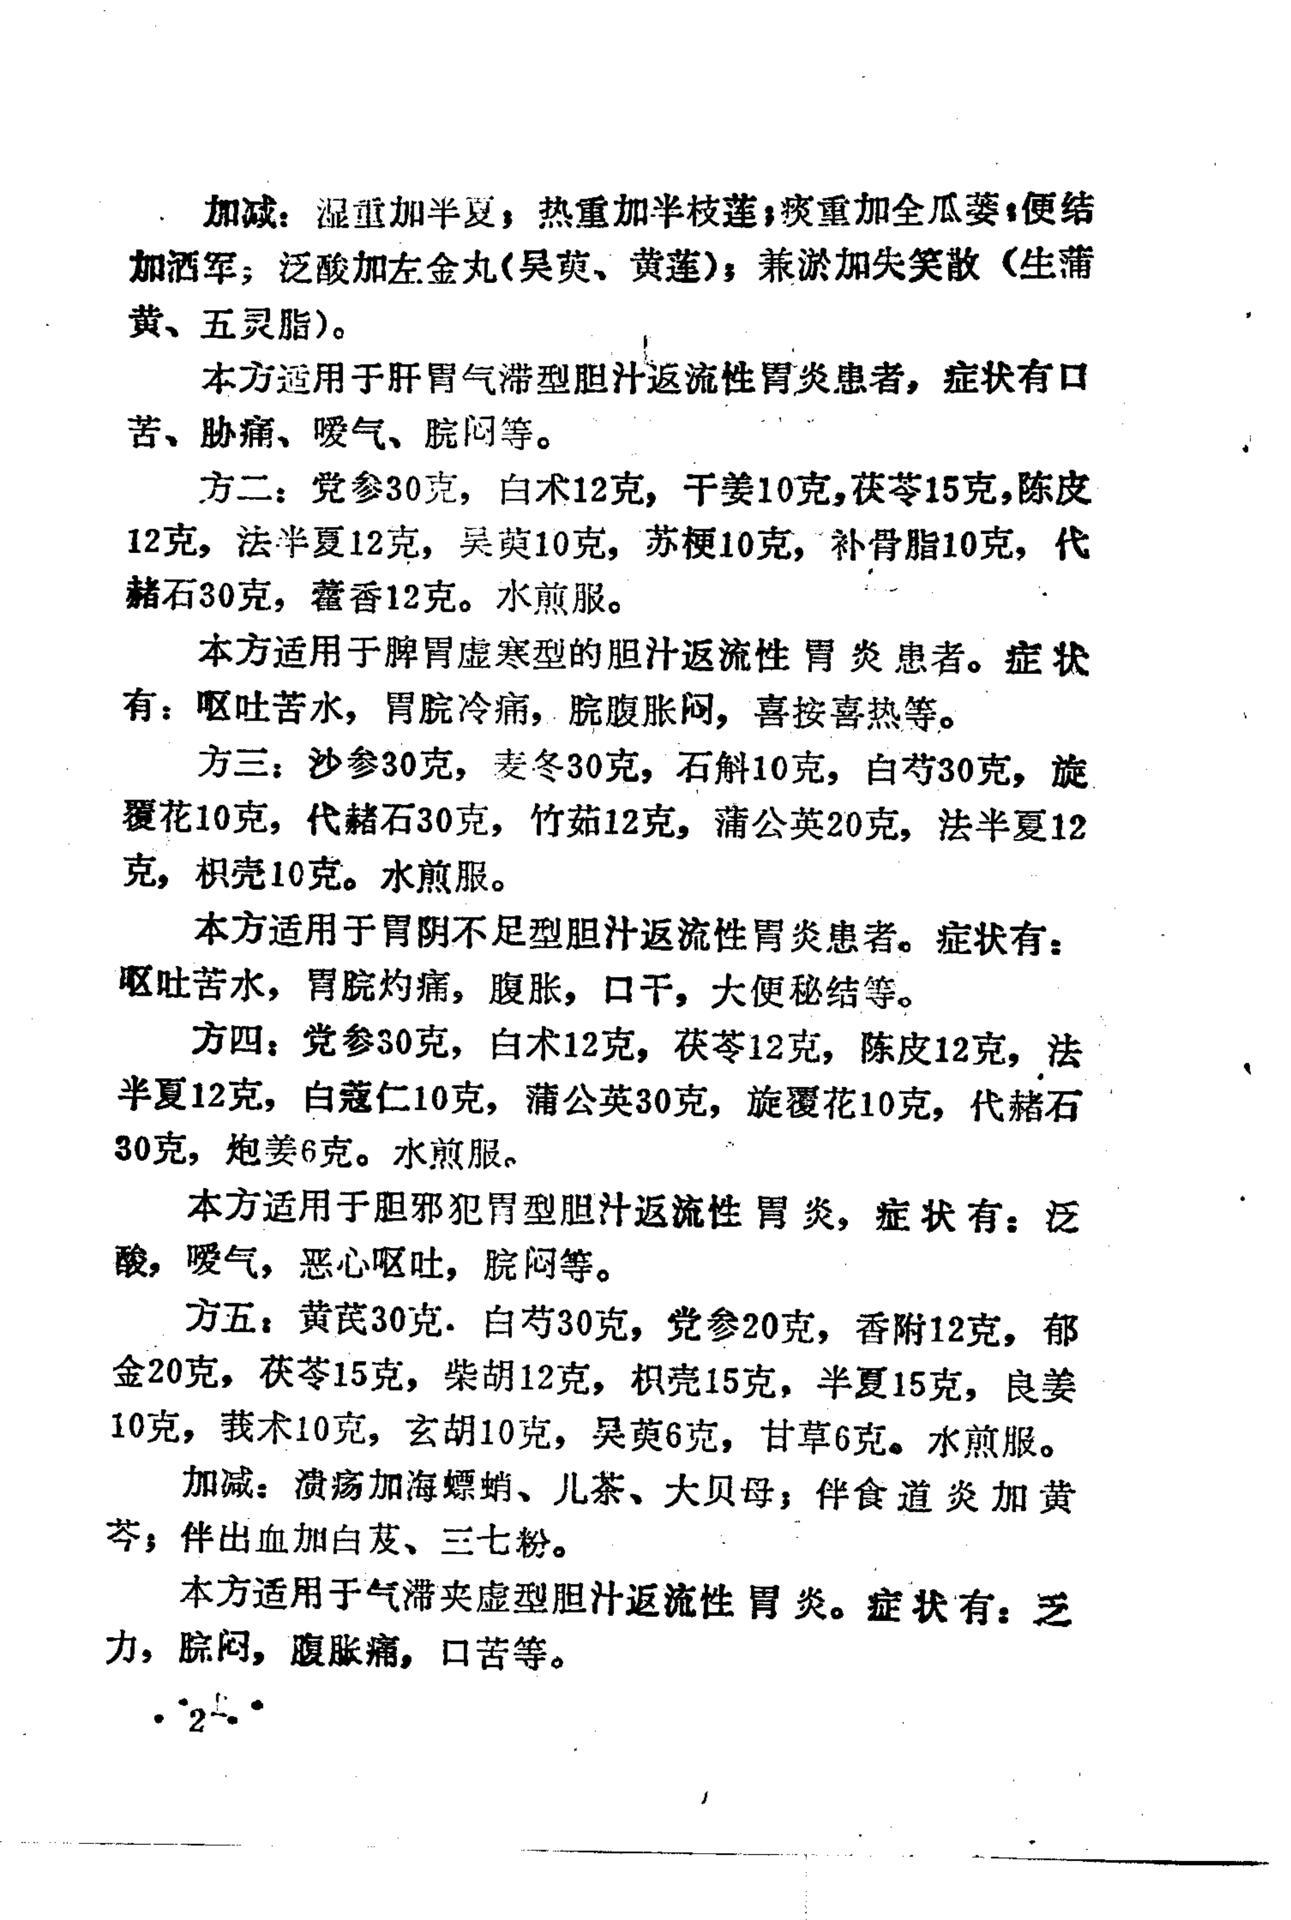 加减：湿重加半夏；热重加半枝莲；痰重加全瓜蒌；便结
加酒军；泛酸加左金丸(吴萸、黄莲)；兼淤加失笑散（生蒲
黄、五灵脂)。
本方适用于肝胃气滞型胆汁返流性胃炎患者，症状有口
苦、胁痛、嗳气、脘闷等。
方二：党参30克，白术12克，干姜10克，茯苓15克，陈皮
12克，法半夏12克，吴萸10克，苏梗10克，补骨脂10克，代
赭石30克，藿香12克。水煎服。
本方适用于脾胃虚寒型的胆汁返流性胃炎患者。症状
有：呕吐苦水，胃脘冷痛，脘腹胀闷，喜按喜热等。
方三：沙参30克，麦冬30克，石斛10克，白芍30克，旋
覆花10克，代赭石30克，竹茹12克，蒲公英20克，法半夏12
克，枳壳10克。水煎服。
本方适用于胃阴不足型胆汁返流性胃炎患者。症状有：
呕吐苦水，胃脘灼痛，腹胀，口干，大便秘结等。
方四：党参30克，白术12克，茯苓12克，陈皮12克，法
半夏12克，白蔻仁10克，蒲公英30克，旋覆花10克，代赭石
30克，炮姜6克。水煎服。
本方适用于胆邪犯胃型胆汁返流性胃炎，症状有：泛
酸，嗳气，恶心呕吐，脘闷等。
方五：黄芪30克．白芍30克，党参20克，香附12克，郁
金20克，茯苓15克，柴胡12克，枳壳15克，半夏15克，良姜
10克，莪术10克，玄胡10克，吴萸6克，甘草6克。水煎服。
加减：溃疡加海螵蛸、儿茶、大贝母；伴食道炎加黄
芩；伴出血加白芨、三七粉。
本方适用于气滞夹虚型胆汁返流性胃炎。症状有：乏
力，脘闷，腹胀痛，口苦等。
· 2 ·